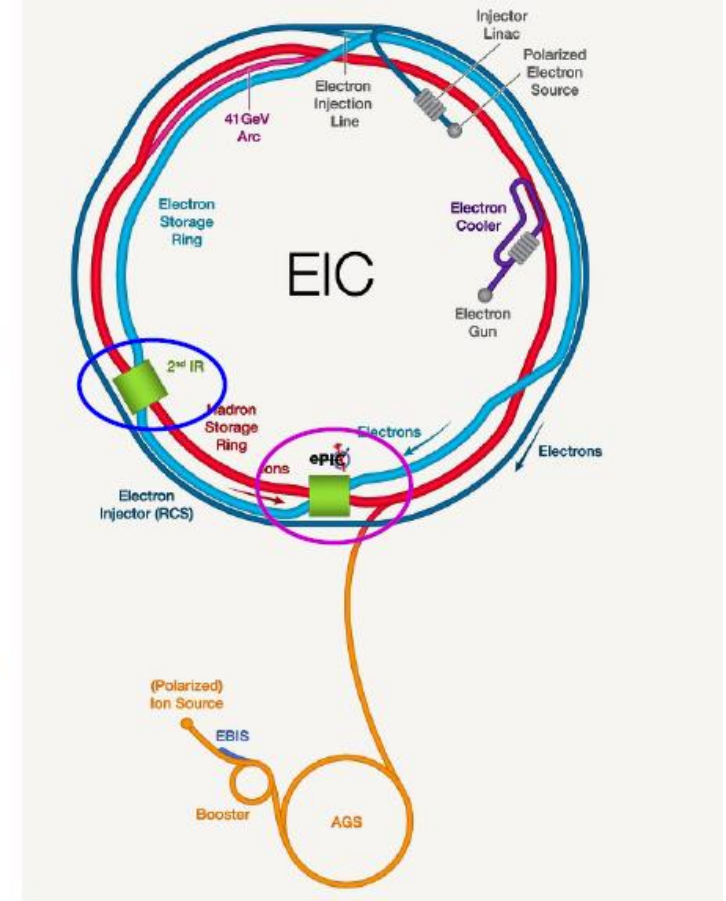 Injector
Linac
Polarized
Electron
Source
Electron
Injection
Line
41GeV
Arc
Electron
Storage
Ring
Electron
Cooler
EIC
Electron
Gun
2nd IR
Hadron
Storage
Ring
Electrons
ePIC
ons
Electrons
Electron
Injector (RCS)
(Polarized)
Ion Source
EBIS
Booster
AGS